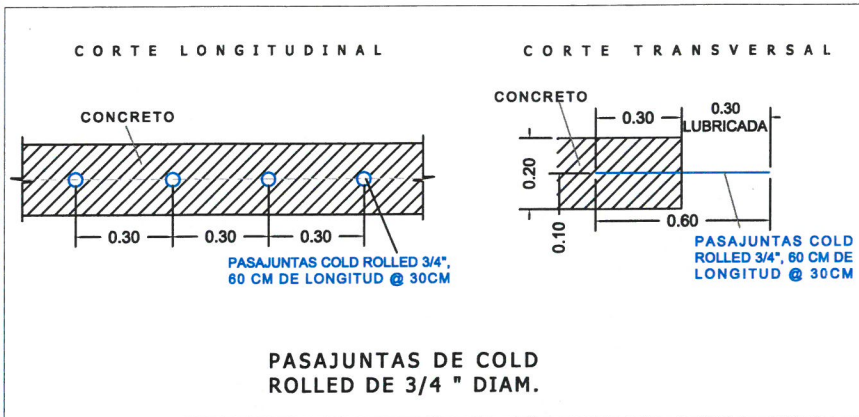 CORTE LONGITUDINAL
CONCRETO
0.30
0.30
0.30
PASAJUNTAS COLD ROLLED 3/4",
60 CM DE LONGITUD @ 30CM
CORTE TRANSVERSAL
CONCRETO
0.30
0.30
LUBRICADA
0.20
0.10
0.60
PASAJUNTAS COLD
ROLLED 3/4", 60 CM DE
LONGITUD @ 30CM
PASAJUNTAS DE COLD
ROLLED DE 3/4 " DIAM.